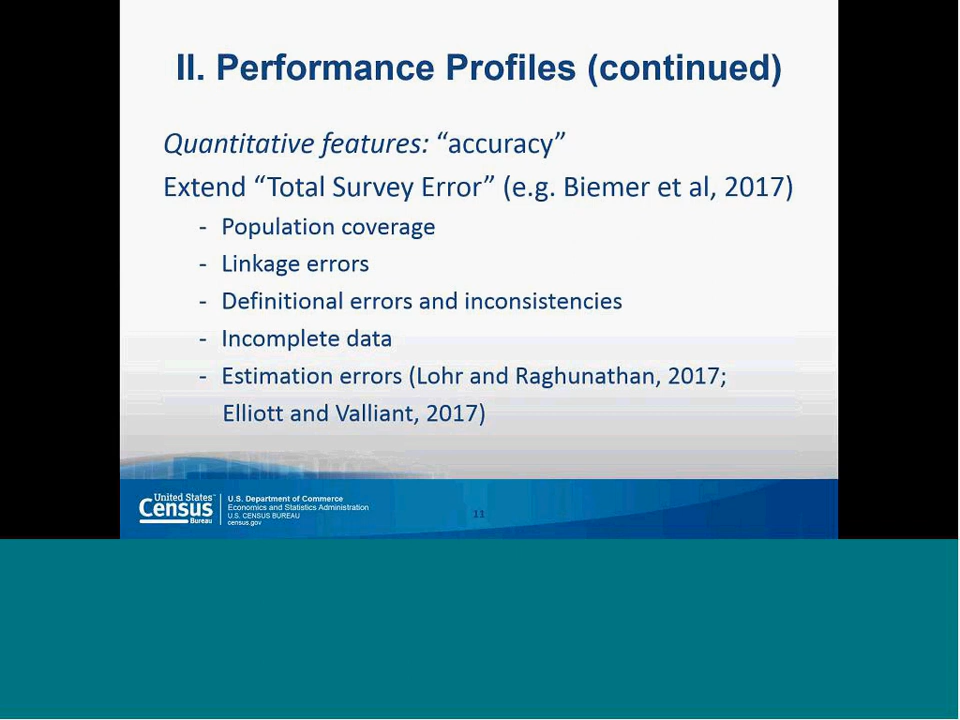 II. Performance Profiles (continued)
Quantitative features: “accuracy”
Extend “Total Survey Error” (e.g. Biemer et al, 2017)
- Population coverage
- Linkage errors
- Definitional errors and inconsistencies
- Incomplete data
- Estimation errors (Lohr and Raghunathan, 2017;
Elliott and Valliant, 2017)
United States™
Census
Bureau
U.S. Department of Commerce
Economics and Statistics Administration
U.S. CENSUS BUREAU
census.gov
11